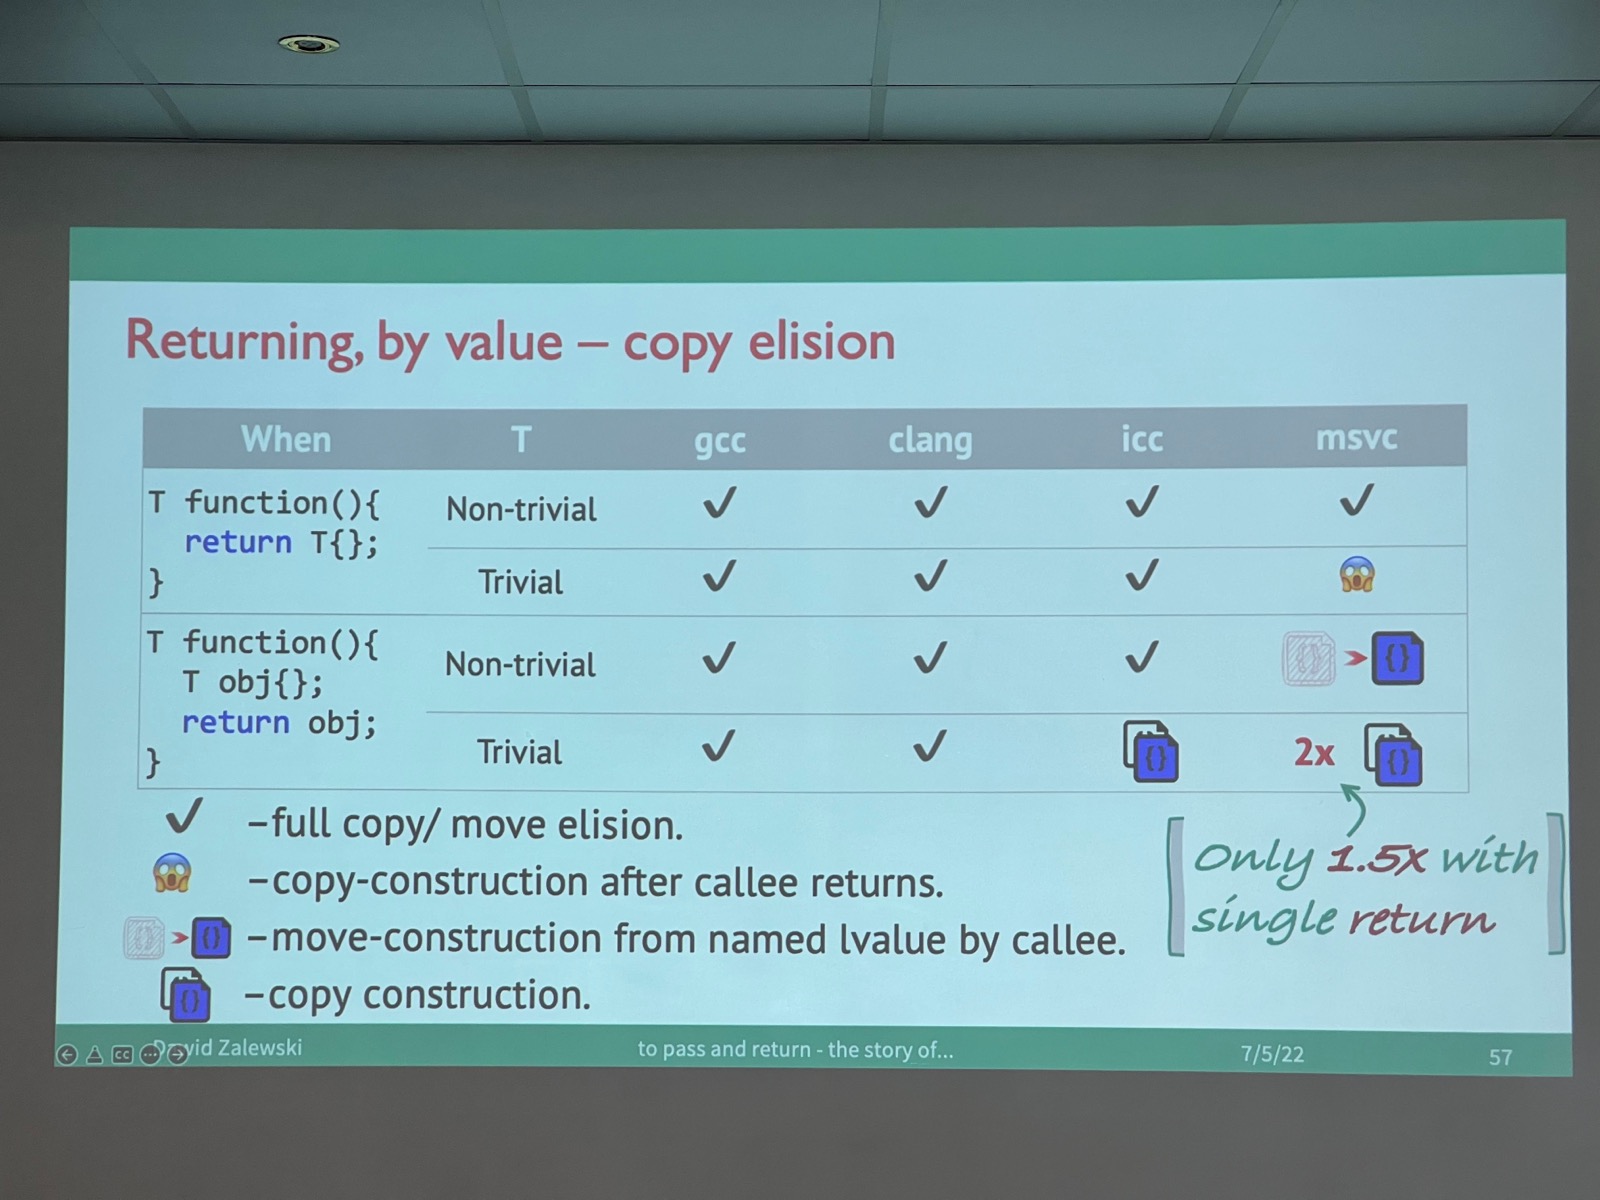 Returning, by value – copy elision
When T gcc clang icc msvc
T function(){
return T{};
}
Non-trivial ✓ ✓ ✓ ✓
Trivial ✓ ✓ ✓ 😱
T function(){
T obj{};
return obj;
}
Non-trivial ✓ ✓ ✓ {} > {}
Trivial ✓ ✓ {} 2x {}
✓ –full copy/ move elision.
😱 –copy-construction after callee returns.
{} > {} –move-construction from named lvalue by callee.
{} –copy construction.
[Only 1.5x with
single return]
Dawid Zalewski to pass and return - the story of... 7/5/22 57
CC